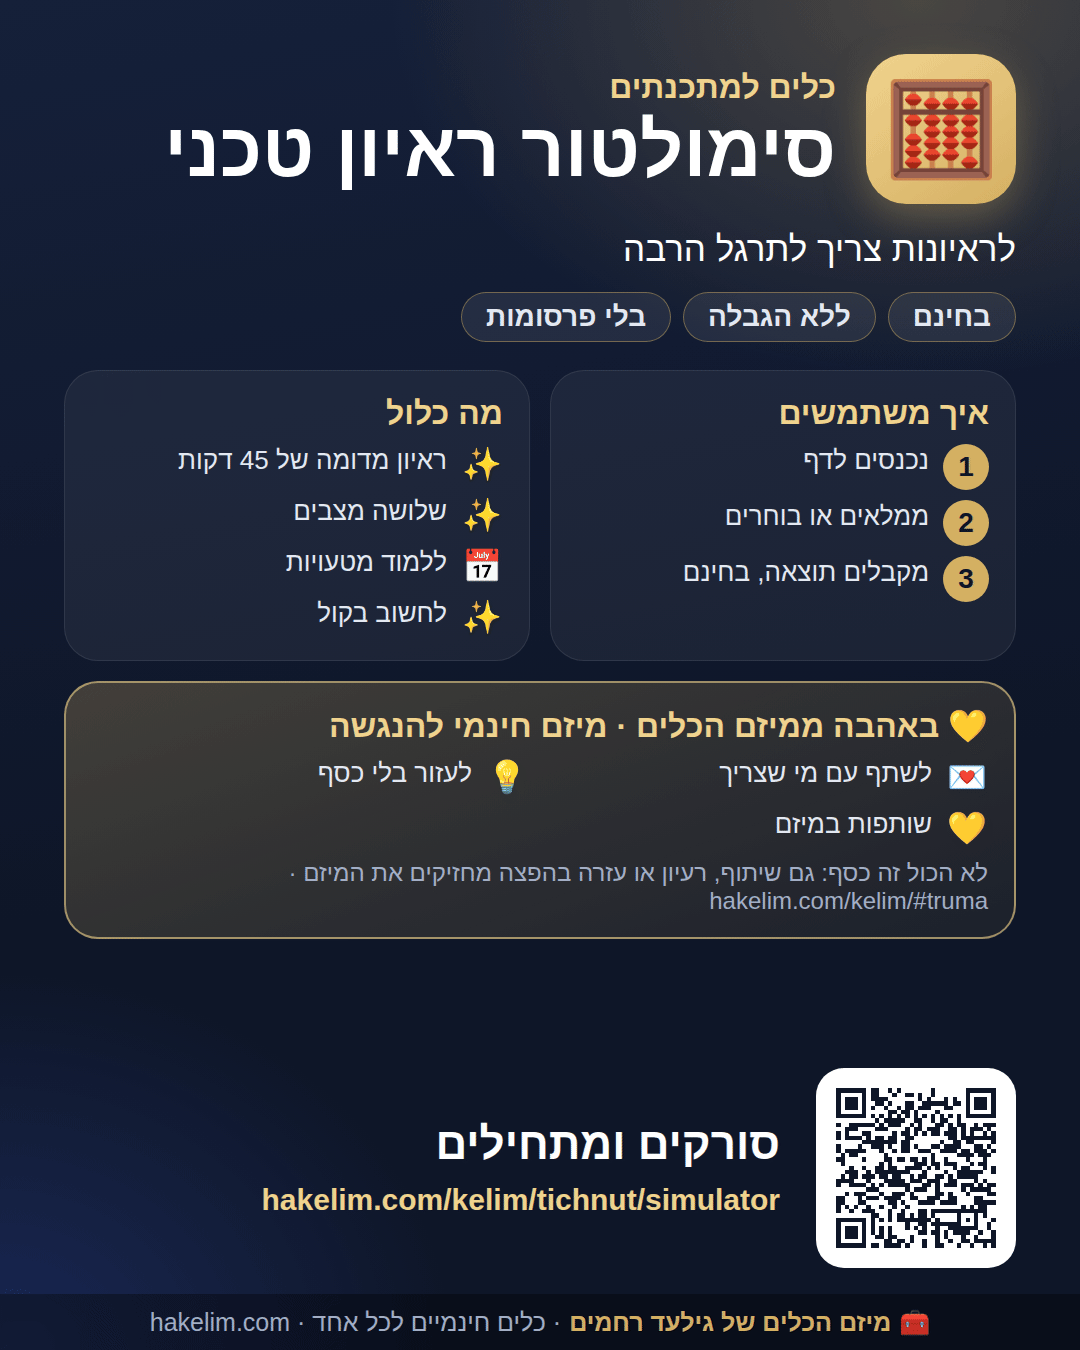 כלים למתכנתים
סימולטור ראיון טכני
לראיונות צריך לתרגל הרבה
בחינם
ללא הגבלה
בלי פרסומות
איך משתמשים
1 נכנסים לדף
2 ממלאים או בוחרים
3 מקבלים תוצאה, בחינם
מה כלול
✨ ראיון מדומה של 45 דקות
✨ שלושה מצבים
📅 ללמוד מטעויות
✨ לחשוב בקול
💛 באהבה ממיזם הכלים · מיזם חינמי להנגשה
💌 לשתף עם מי שצריך
💡 לעזור בלי כסף
💛 שותפות במיזם
לא הכול זה כסף: גם שיתוף, רעיון או עזרה בהפצה מחזיקים את המיזם ·
hakelim.com/kelim/#truma
סורקים ומתחילים
hakelim.com/kelim/tichnut/simulator
🧰 מיזם הכלים של גילעד רחמים · כלים חינמיים לכל אחד · hakelim.com